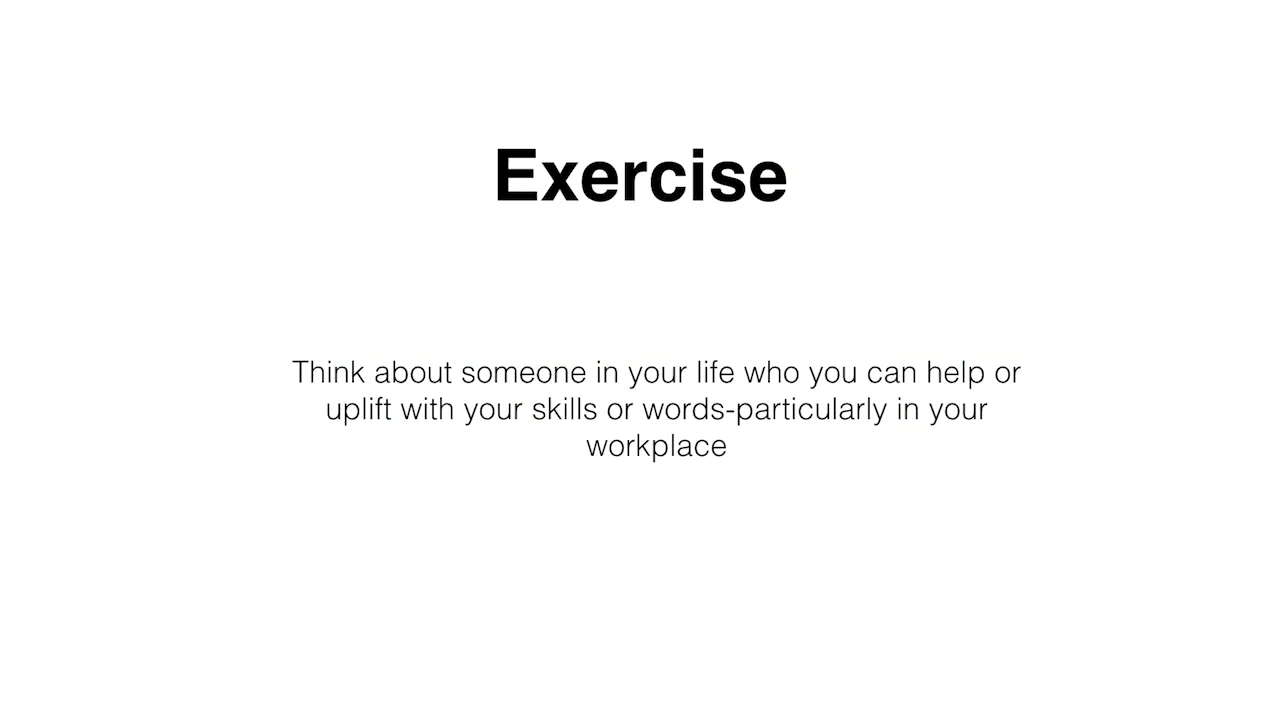 Exercise
Think about someone in your life who you can help or
uplift with your skills or words-particularly in your
workplace